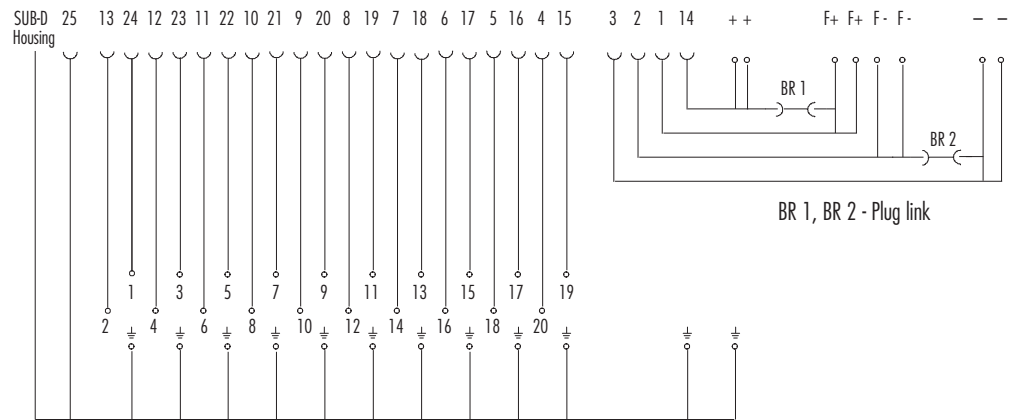 SUB-D 25 13 24 12 23 11 22 10 21 9 20 8 19 7 18 6 17 5 16 4 15 3 2 1 14 + + F+ F+ F - F - – –
Housing
BR 1
BR 2
BR 1, BR 2 - Plug link
1 3 5 7 9 11 13 15 17 19
2 4 6 8 10 12 14 16 18 20